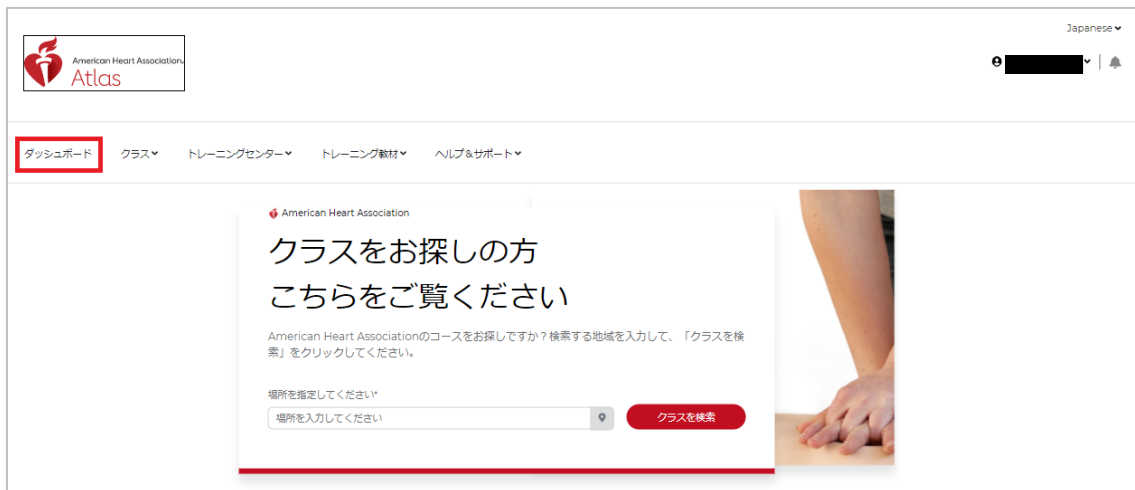 Japanese
American Heart Association.
Atlas
ダッシュボード クラス トレーニングセンター トレーニング教材 ヘルプ&サポート
American Heart Association
クラスをお探しの方
こちらをご覧ください
American Heart Associationのコースをお探しですか？検索する地域を入力して、「クラスを検
索」をクリックしてください。
場所を指定してください*
場所を入力してください クラスを検索